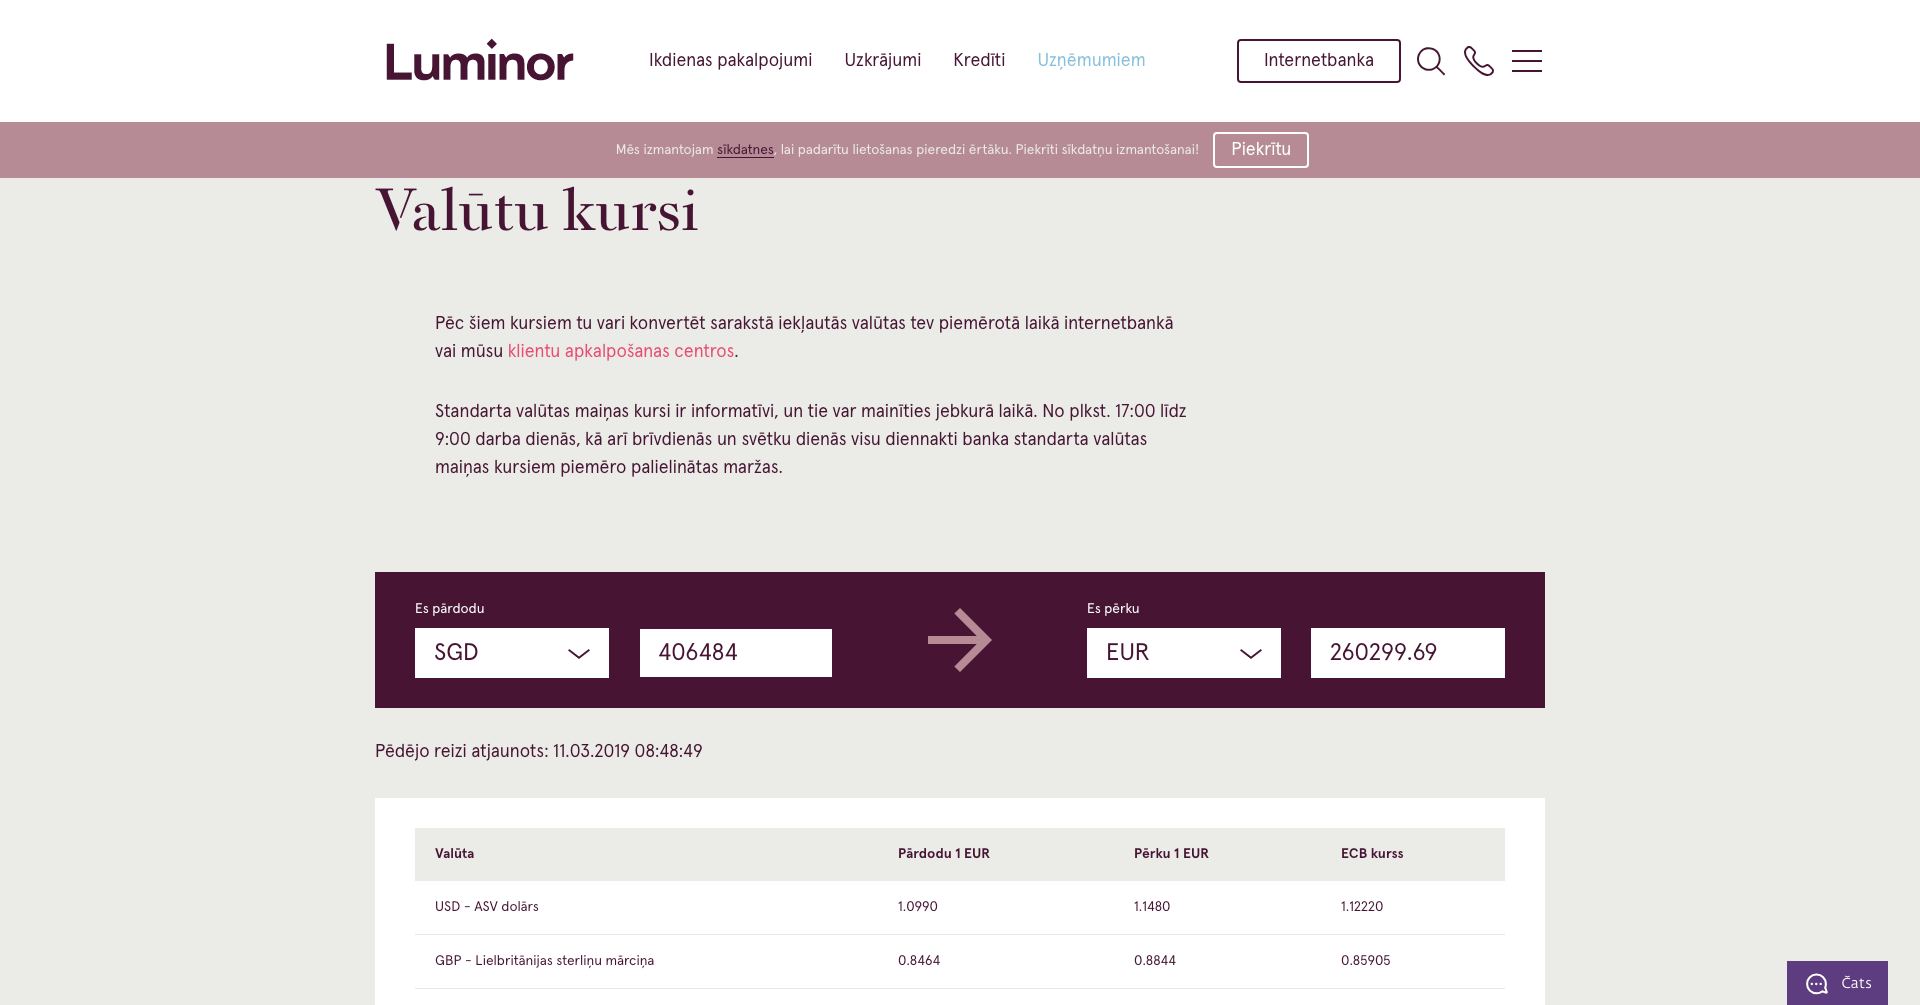 Luminor
Ikdienas pakalpojumi
Uzkrājumi
Kredīti
Uzņēmumiem
Internetbanka
Mēs izmantojam sīkdatnes, lai padarītu lietošanas pieredzi ērtāku. Piekrīti sīkdatņu izmantošanai!
Piekrītu
Valūtu kursi
Pēc šiem kursiem tu vari konvertēt sarakstā iekļautās valūtas tev piemērotā laikā internetbankā
vai mūsu klientu apkalpošanas centros.
Standarta valūtas maiņas kursi ir informatīvi, un tie var mainīties jebkurā laikā. No plkst. 17:00 līdz
9:00 darba dienās, kā arī brīvdienās un svētku dienās visu diennakti banka standarta valūtas
maiņas kursiem piemēro palielinātas maržas.
Es pārdodu
SGD
406484
Es pērku
EUR
260299.69
Pēdējo reizi atjaunots: 11.03.2019 08:48:49
Valūta Pārdodu 1 EUR Pērku 1 EUR ECB kurss
USD - ASV dolārs 1.0990 1.1480 1.12220
GBP - Lielbritānijas sterliņu mārciņa 0.8464 0.8844 0.85905
Čats